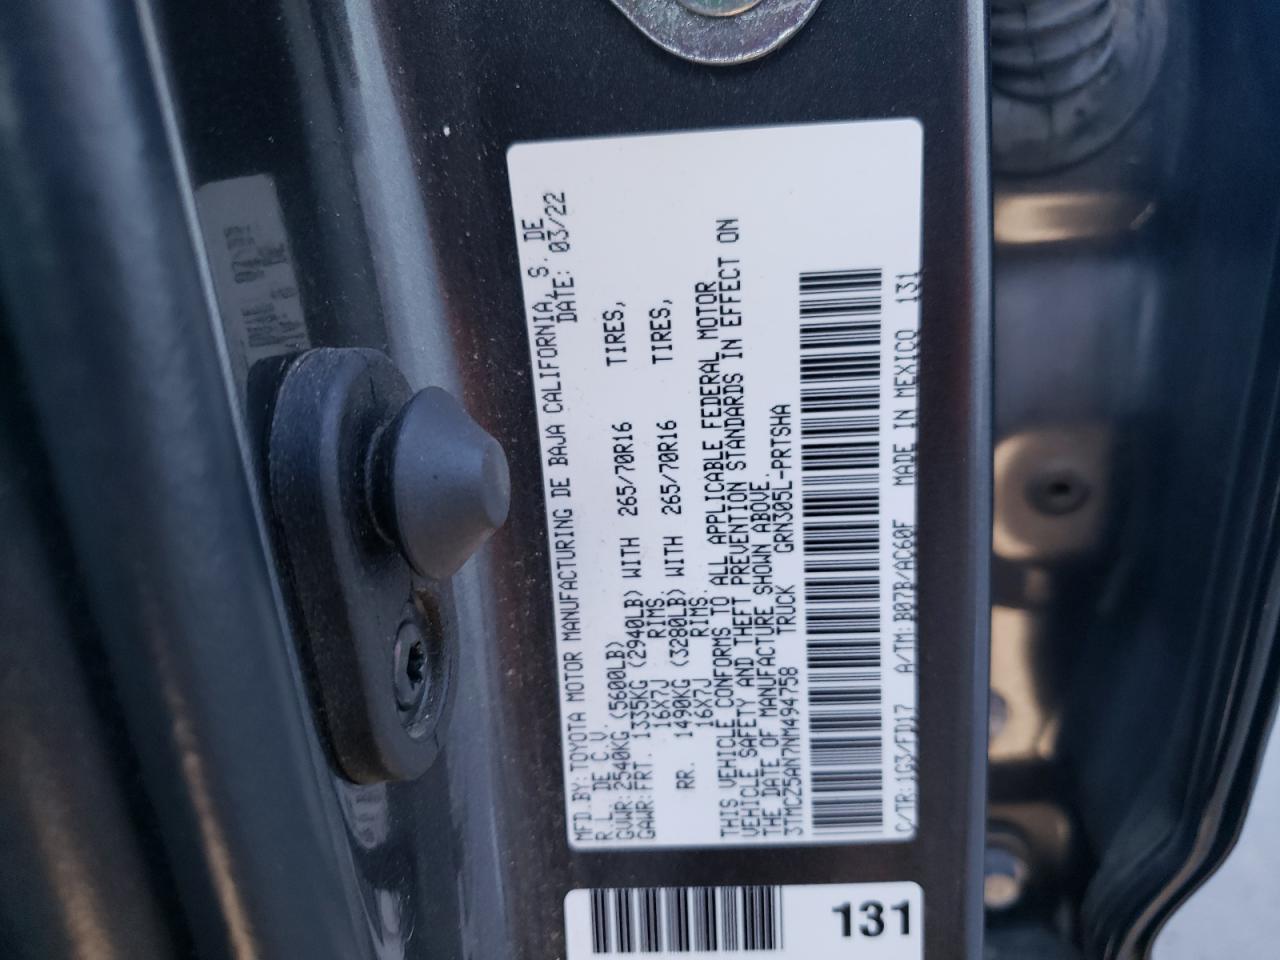 MFD.BY:TOYOTA MOTOR MANUFACTURING DE BAJA CALIFORNIA, S. DE
R.L. DE C.V. DATE: 03/22
GVWR:2540KG (5600LB)
GAWR:FRT. 1335KG (2940LB) WITH 265/70R16 TIRES,
16X7J RIMS,
RR. 1490KG (3280LB) WITH 265/70R16 TIRES,
16X7J RIMS.
THIS VEHICLE CONFORMS TO ALL APPLICABLE FEDERAL MOTOR
VEHICLE SAFETY AND THEFT PREVENTION STANDARDS IN EFFECT ON
THE DATE OF MANUFACTURE SHOWN ABOVE.
3TMCZ5AN7NM494758 TRUCK GRN305L-PRTSHA
C/TR:1G3/FD17 A/TM:B07B/AC60F MADE IN MEXICO 131
131